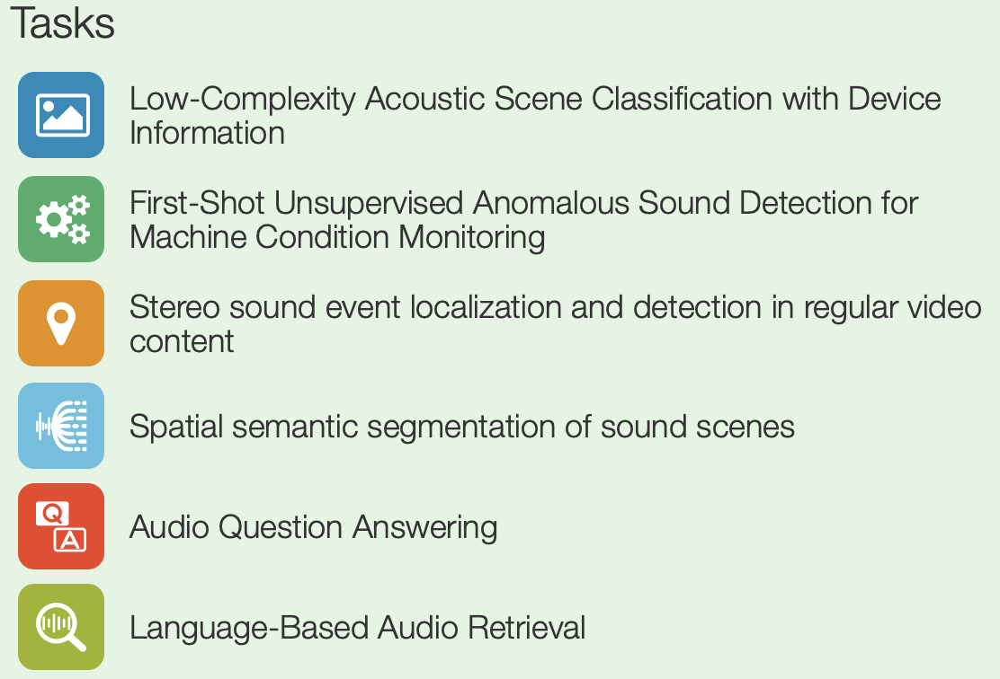 Tasks
Low-Complexity Acoustic Scene Classification with Device
Information
First-Shot Unsupervised Anomalous Sound Detection for
Machine Condition Monitoring
Stereo sound event localization and detection in regular video
content
Spatial semantic segmentation of sound scenes
Q
A
Audio Question Answering
Language-Based Audio Retrieval